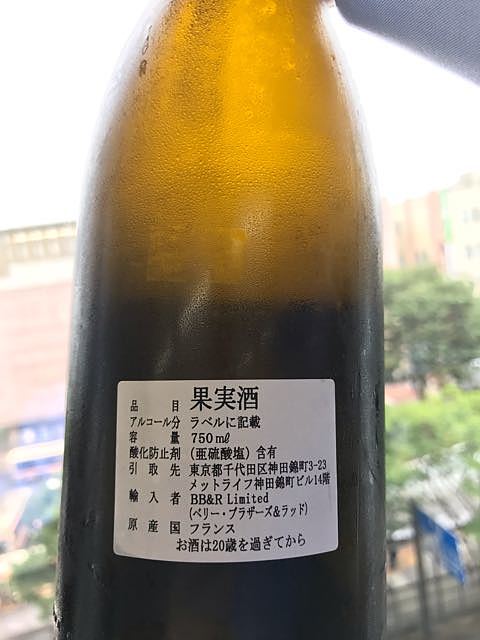 品目 果実酒
アルコール分 ラベルに記載
容量 750mℓ
酸化防止剤 (亜硫酸塩) 含有
引取先 東京都千代田区神田錦町3-23
メットライフ神田錦町ビル14階
輸入者 BB&R Limited
(ベリー・ブラザーズ&ラッド)
原産国 フランス
お酒は20歳を過ぎてから